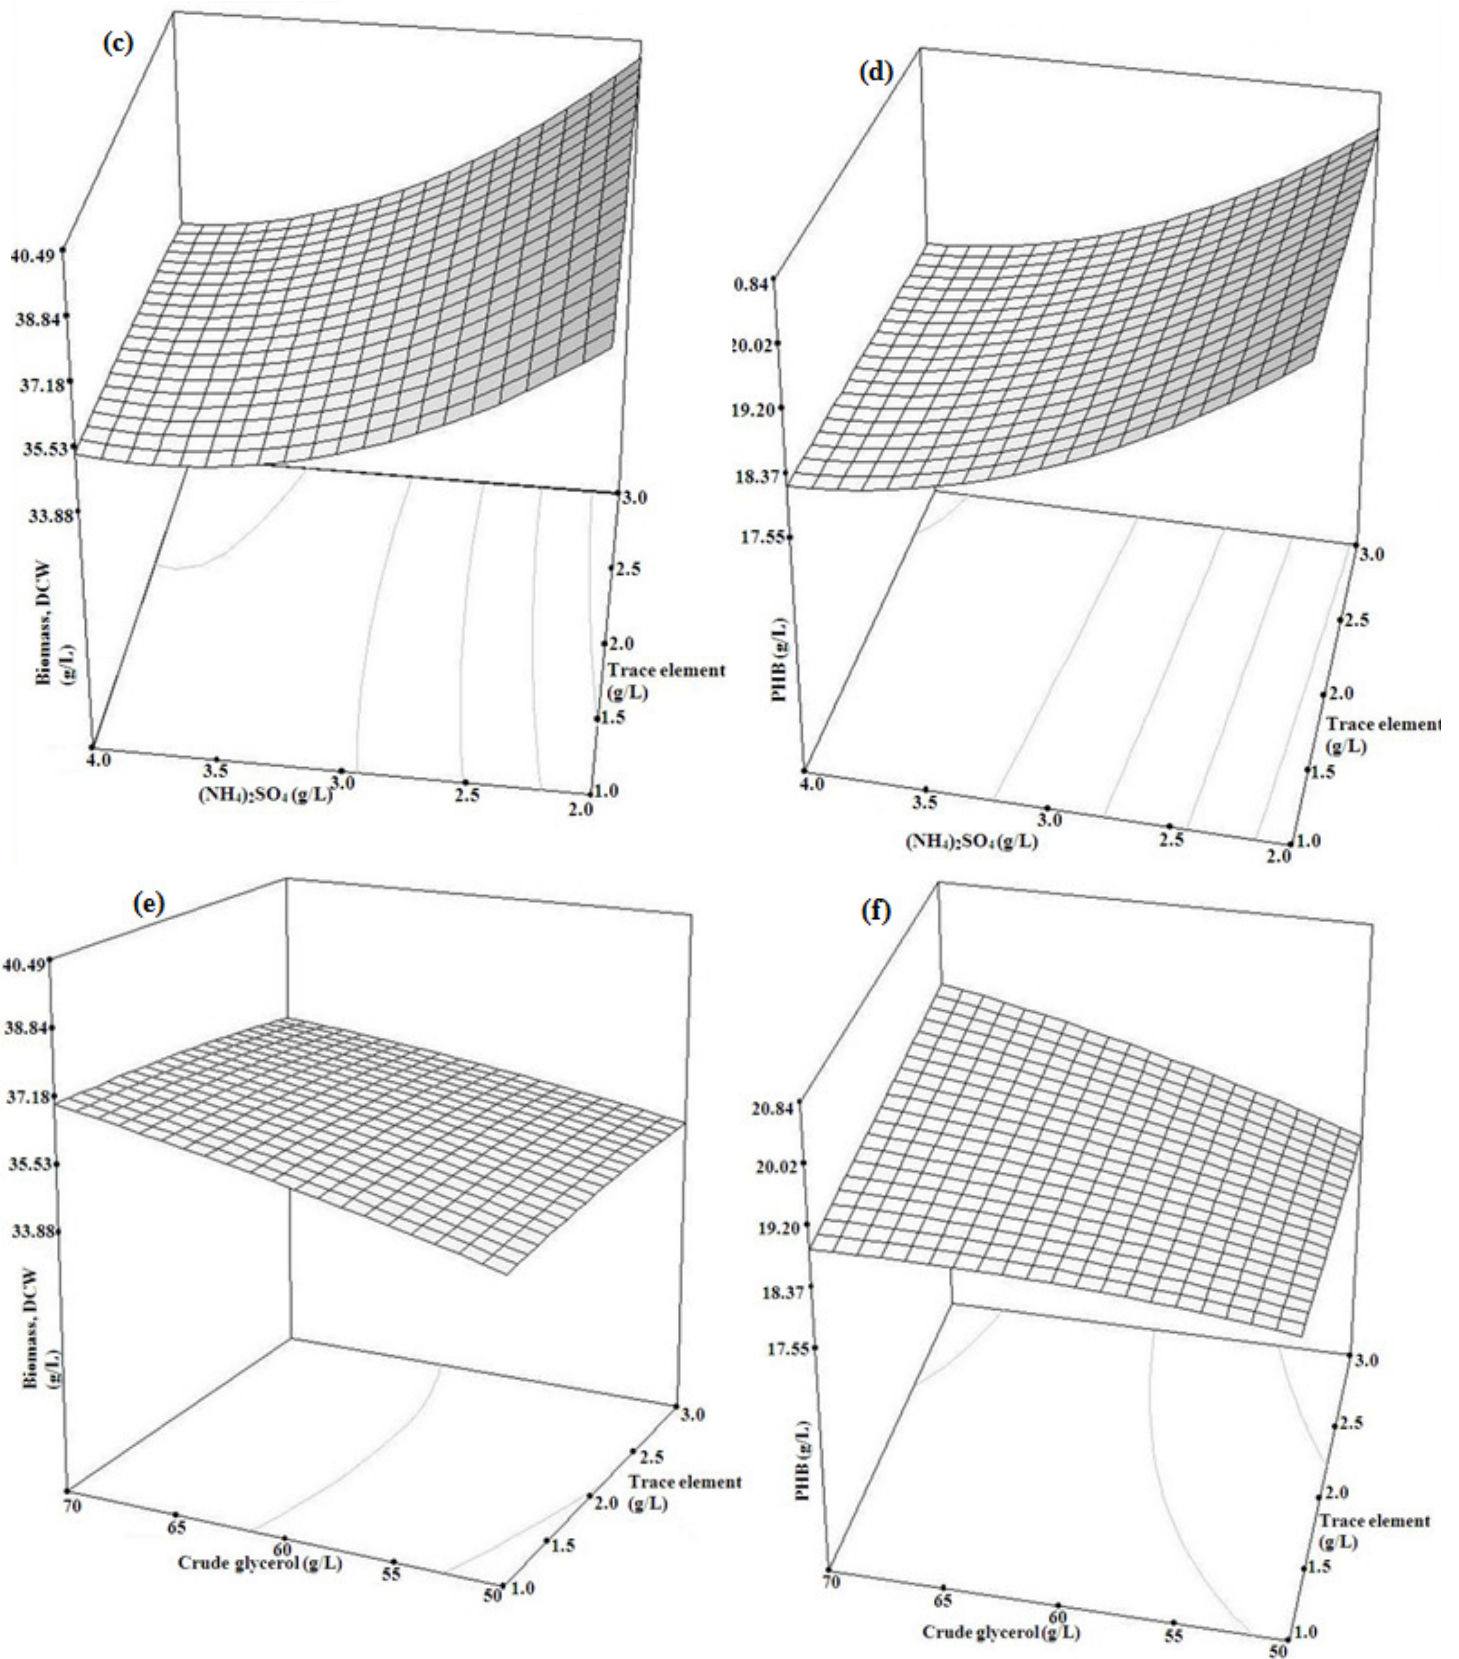 (c)
40.49
38.84
37.18
35.53
33.88
Biomass, DCW
(g/L)
4.0
3.5
3.0
2.5
2.0
(NH₄)₂SO₄ (g/L)
3.0
2.5
2.0
Trace element
(g/L)
1.5
1.0
(d)
0.84
20.02
19.20
18.37
17.55
PHB (g/L)
4.0
3.5
3.0
2.5
2.0
(NH₄)₂SO₄ (g/L)
3.0
2.5
2.0
Trace element
(g/L)
1.5
1.0
(e)
40.49
38.84
37.18
35.53
33.88
Biomass, DCW
(g/L)
70
65
60
55
50
Crude glycerol (g/L)
3.0
2.5
2.0
Trace element
(g/L)
1.5
1.0
(f)
20.84
20.02
19.20
18.37
17.55
PHB (g/L)
70
65
60
55
50
Crude glycerol (g/L)
3.0
2.5
2.0
Trace element
(g/L)
1.5
1.0